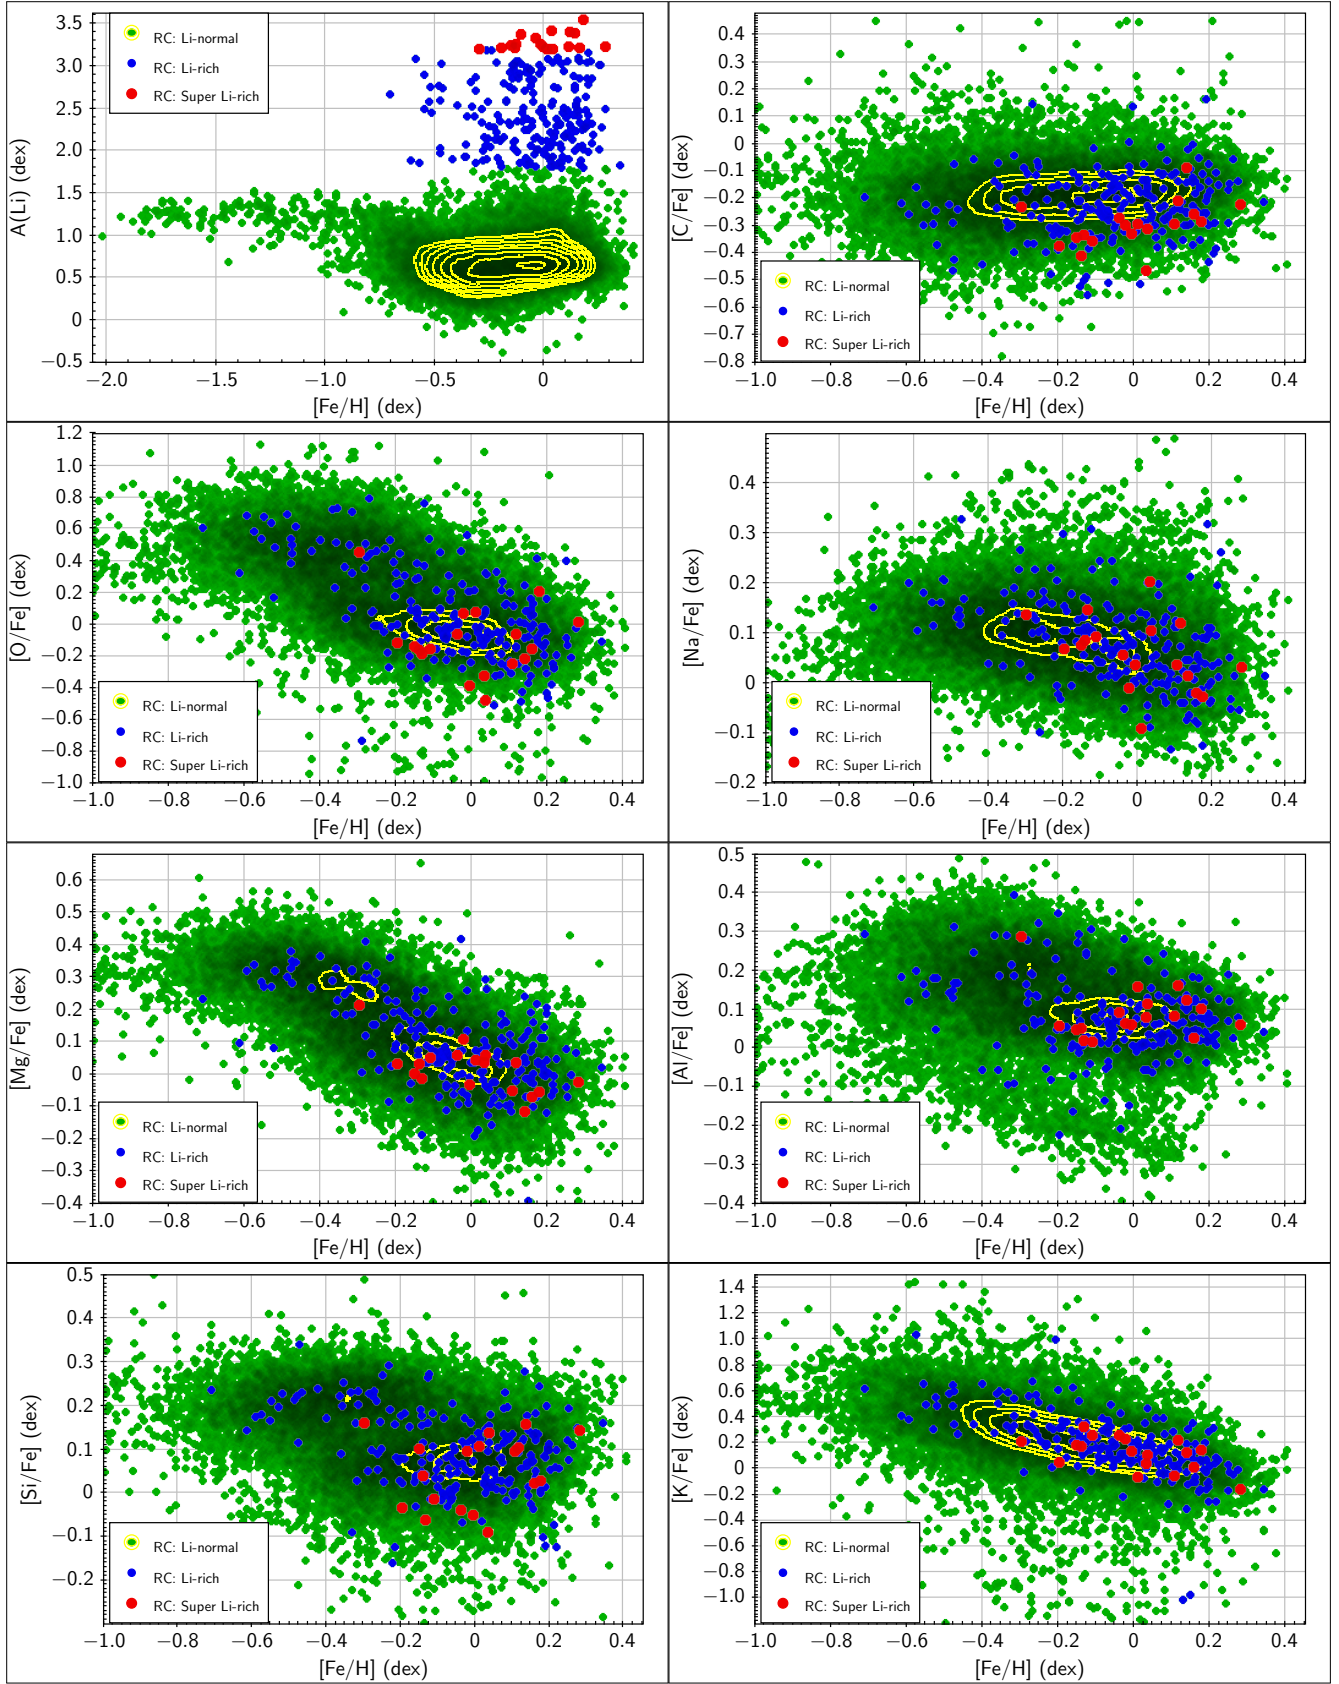 3.5
3.0
2.5
2.0
1.5
1.0
0.5
0
−0.5
A(Li) (dex)
RC: Li-normal
RC: Li-rich
RC: Super Li-rich
−2.0 −1.5 −1.0 −0.5 0
[Fe/H] (dex)
0.4
0.3
0.2
0.1
0
−0.1
−0.2
−0.3
−0.4
−0.5
−0.6
−0.7
−0.8
[C/Fe] (dex)
RC: Li-normal
RC: Li-rich
RC: Super Li-rich
−1.0 −0.8 −0.6 −0.4 −0.2 0 0.2 0.4
[Fe/H] (dex)
1.2
1.0
0.8
0.6
0.4
0.2
0
−0.2
−0.4
−0.6
−0.8
−1.0
[O/Fe] (dex)
RC: Li-normal
RC: Li-rich
RC: Super Li-rich
−1.0 −0.8 −0.6 −0.4 −0.2 0 0.2 0.4
[Fe/H] (dex)
0.4
0.3
0.2
0.1
0
−0.1
−0.2
[Na/Fe] (dex)
RC: Li-normal
RC: Li-rich
RC: Super Li-rich
−1.0 −0.8 −0.6 −0.4 −0.2 0 0.2 0.4
[Fe/H] (dex)
0.6
0.5
0.4
0.3
0.2
0.1
0
−0.1
−0.2
−0.3
−0.4
[Mg/Fe] (dex)
RC: Li-normal
RC: Li-rich
RC: Super Li-rich
−1.0 −0.8 −0.6 −0.4 −0.2 0 0.2 0.4
[Fe/H] (dex)
0.5
0.4
0.3
0.2
0.1
0
−0.1
−0.2
−0.3
−0.4
[Al/Fe] (dex)
RC: Li-normal
RC: Li-rich
RC: Super Li-rich
−1.0 −0.8 −0.6 −0.4 −0.2 0 0.2 0.4
[Fe/H] (dex)
0.5
0.4
0.3
0.2
0.1
0
−0.1
−0.2
[Si/Fe] (dex)
RC: Li-normal
RC: Li-rich
RC: Super Li-rich
−1.0 −0.8 −0.6 −0.4 −0.2 0 0.2 0.4
[Fe/H] (dex)
1.4
1.2
1.0
0.8
0.6
0.4
0.2
0
−0.2
−0.4
−0.6
−0.8
−1.0
[K/Fe] (dex)
RC: Li-normal
RC: Li-rich
RC: Super Li-rich
−1.0 −0.8 −0.6 −0.4 −0.2 0 0.2 0.4
[Fe/H] (dex)